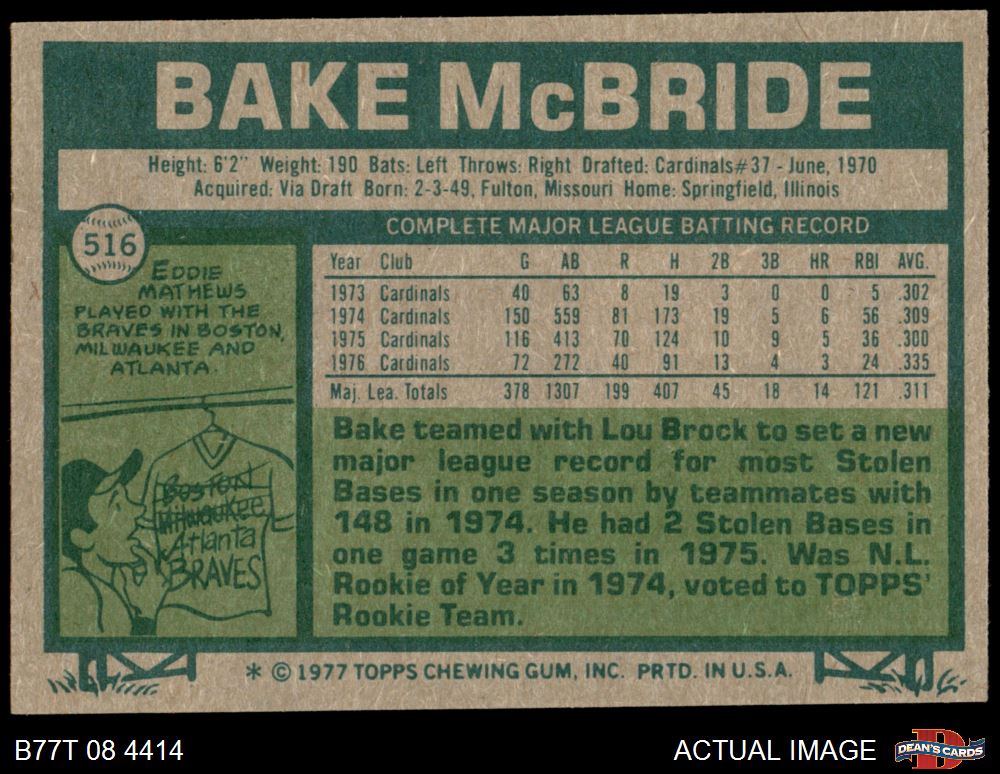 BAKE McBRIDE
Height: 6'2" Weight: 190 Bats: Left Throws: Right Drafted: Cardinals #37 - June, 1970
Acquired: Via Draft Born: 2-3-49, Fulton, Missouri Home: Springfield, Illinois
516
EDDIE
MATHEWS
PLAYED WITH THE
BRAVES IN BOSTON,
MILWAUKEE AND
ATLANTA.
BOSTON
Milwaukee
Atlanta
BRAVES
COMPLETE MAJOR LEAGUE BATTING RECORD
Year Club G AB R H 2B 3B HR RBI AVG.
1973 Cardinals 40 63 8 19 3 0 0 5 .302
1974 Cardinals 150 559 81 173 19 5 6 56 .309
1975 Cardinals 116 413 70 124 10 9 5 36 .300
1976 Cardinals 72 272 40 91 13 4 3 24 .335
Maj. Lea. Totals 378 1307 199 407 45 18 14 121 .311
Bake teamed with Lou Brock to set a new
major league record for most Stolen
Bases in one season by teammates with
148 in 1974. He had 2 Stolen Bases in
one game 3 times in 1975. Was N.L.
Rookie of Year in 1974, voted to TOPPS'
Rookie Team.
* © 1977 TOPPS CHEWING GUM, INC. PRTD. IN U.S.A.
B77T 08 4414
ACTUAL IMAGE
DEAN'S CARDS